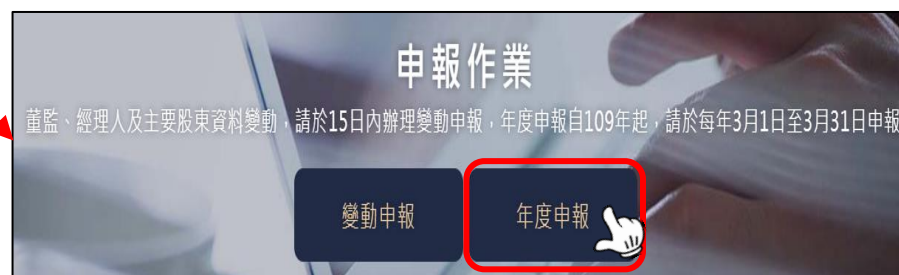 申報作業
董監、經理人及主要股東資料變動，請於15日內辦理變動申報，年度申報自109年起，請於每年3月1日至3月31日申報
變動申報
年度申報